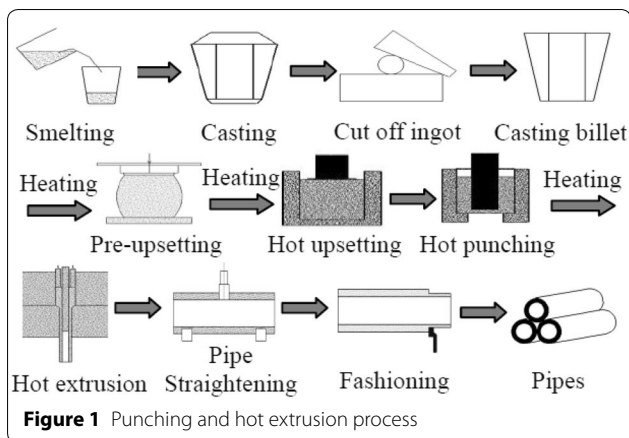 Smelting Casting Cut off ingot Casting billet
Heating Heating Heating
Pre-upsetting Hot upsetting Hot punching
Pipe
Hot extrusion Straightening Fashioning Pipes
Figure 1 Punching and hot extrusion process